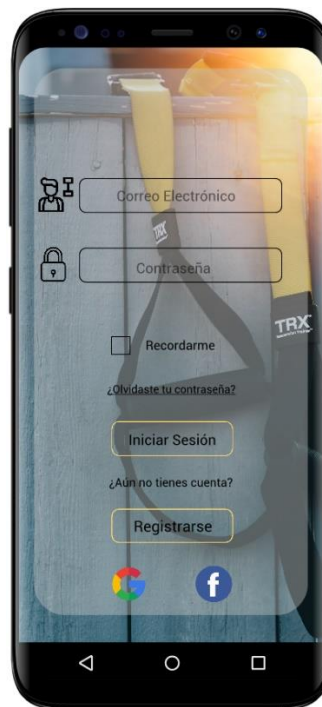 Correo Electrónico
TRX
Contraseña
TRX
Recordarme
¿Olvidaste tu contraseña?
Iniciar Sesión
¿Aún no tienes cuenta?
Registrarse